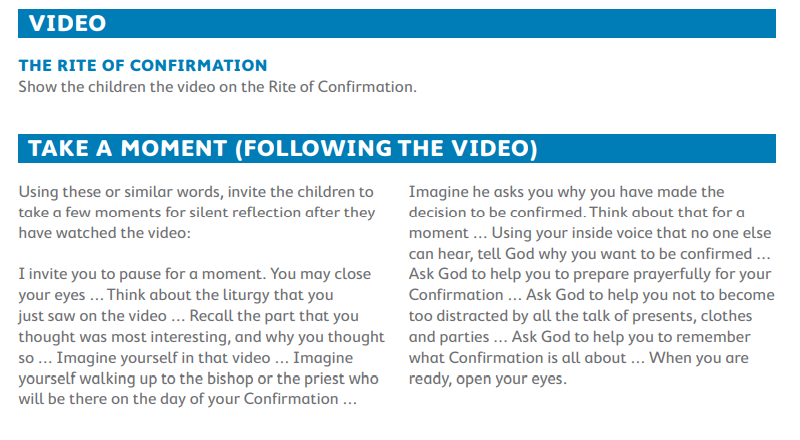 VIDEO
THE RITE OF CONFIRMATION
Show the children the video on the Rite of Confirmation.
TAKE A MOMENT (FOLLOWING THE VIDEO)
Using these or similar words, invite the children to
take a few moments for silent reflection after they
have watched the video:
I invite you to pause for a moment. You may close
your eyes … Think about the liturgy that you
just saw on the video … Recall the part that you
thought was most interesting, and why you thought
so … Imagine yourself in that video … Imagine
yourself walking up to the bishop or the priest who
will be there on the day of your Confirmation …
Imagine he asks you why you have made the
decision to be confirmed. Think about that for a
moment … Using your inside voice that no one else
can hear, tell God why you want to be confirmed …
Ask God to help you to prepare prayerfully for your
Confirmation … Ask God to help you not to become
too distracted by all the talk of presents, clothes
and parties … Ask God to help you to remember
what Confirmation is all about … When you are
ready, open your eyes.